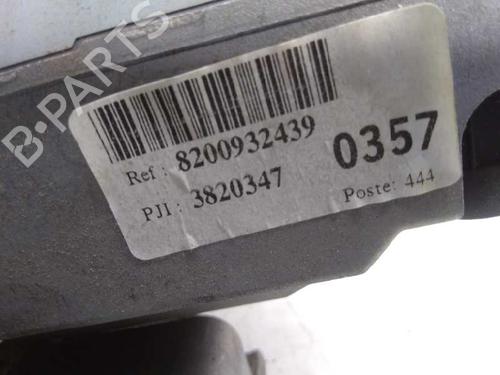 B-PARTS
Ref : 8200932439
0357
PJI : 3820347
Poste: 444